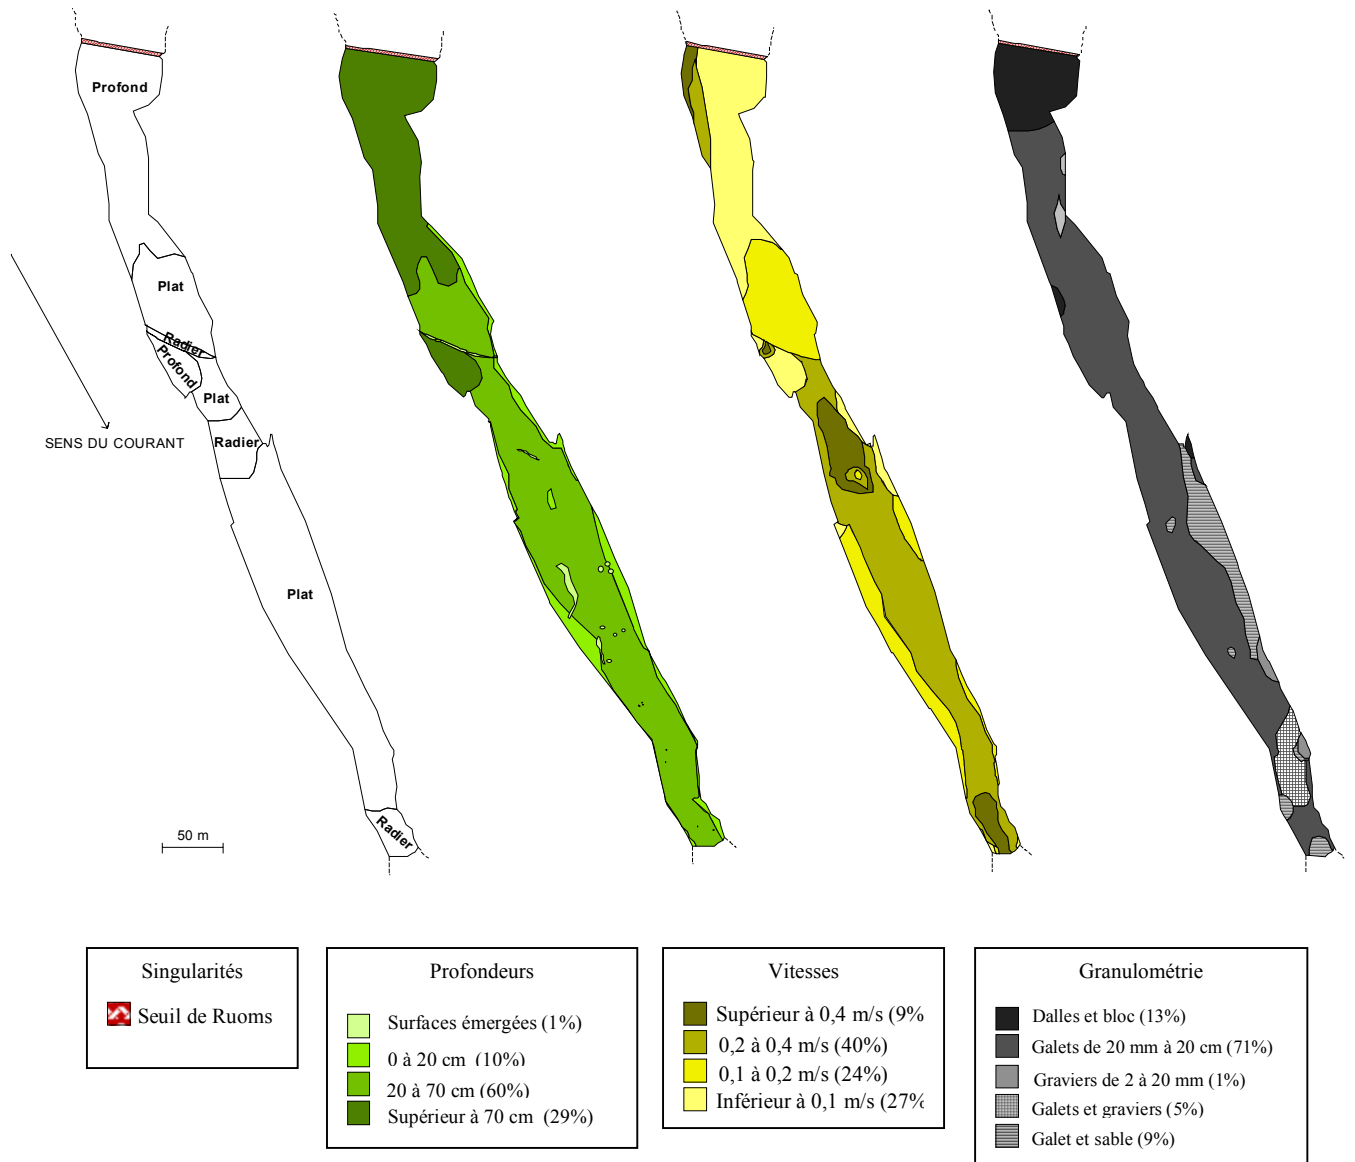 Profond
Plat
Radier
Profond
Plat
Radier
SENS DU COURANT
Plat
50 m
Radier
Singularités
Seuil de Ruoms
Profondeurs
Surfaces émergées (1%)
0 à 20 cm (10%)
20 à 70 cm (60%)
Supérieur à 70 cm (29%)
Vitesses
Supérieur à 0,4 m/s (9%
0,2 à 0,4 m/s (40%)
0,1 à 0,2 m/s (24%)
Inférieur à 0,1 m/s (27%
Granulométrie
Dalles et bloc (13%)
Galets de 20 mm à 20 cm (71%)
Graviers de 2 à 20 mm (1%)
Galets et graviers (5%)
Galet et sable (9%)